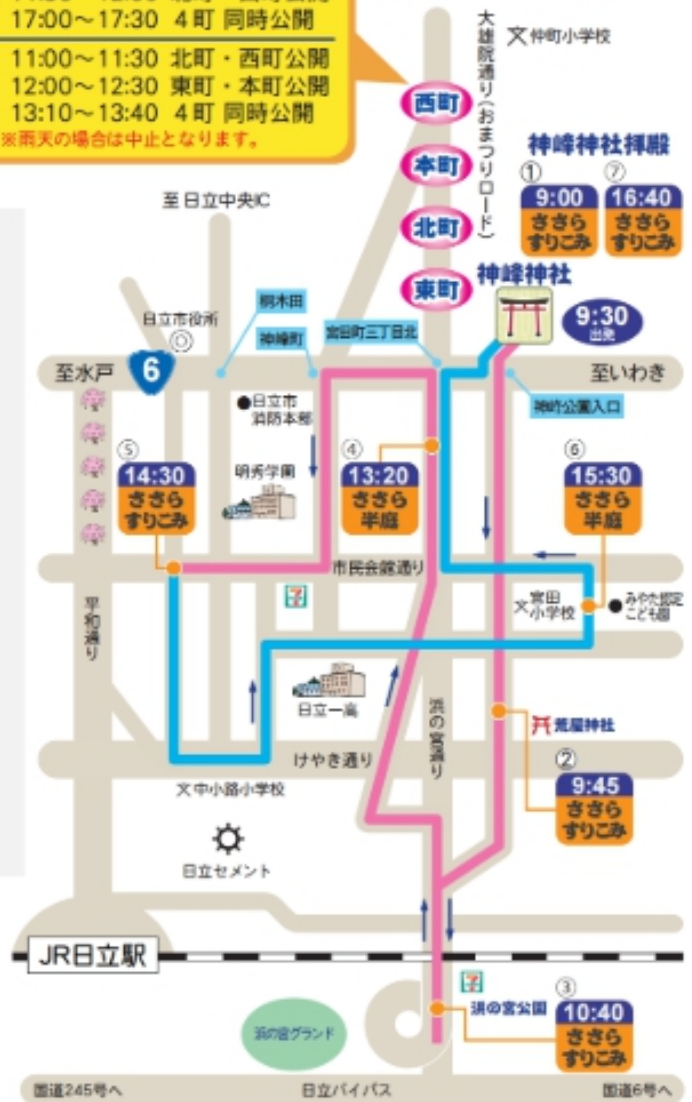 17:00～17:30 4町 同時公開
11:00～11:30 北町・西町公開
12:00～12:30 東町・本町公開
13:10～13:40 4町 同時公開
※雨天の場合は中止となります。
大雄院通り(おまつりロード)
文 仲町小学校
西町
本町
北町
東町
神峰神社拝殿
①
9:00
ささら
すりこみ
⑦
16:40
ささら
すりこみ
至 日立中央IC
神峰神社
9:30
出発
日立市役所
桐木田
神峰町
宮田町三丁目北
至水戸
6
至いわき
神峰公園入口
日立市
消防本部
明秀学園
⑤
14:30
ささら
すりこみ
④
13:20
ささら
半庭
⑥
15:30
ささら
半庭
市民会館通り
平和通り
文 宮田
小学校
みやた認定
こども園
日立一高
浜の宮通り
荒屋神社
けやき通り
②
9:45
ささら
すりこみ
文 中小路小学校
日立セメント
JR日立駅
浜の宮グランド
浜の宮公園
③
10:40
ささら
すりこみ
国道245号へ
日立バイパス
国道6号へ